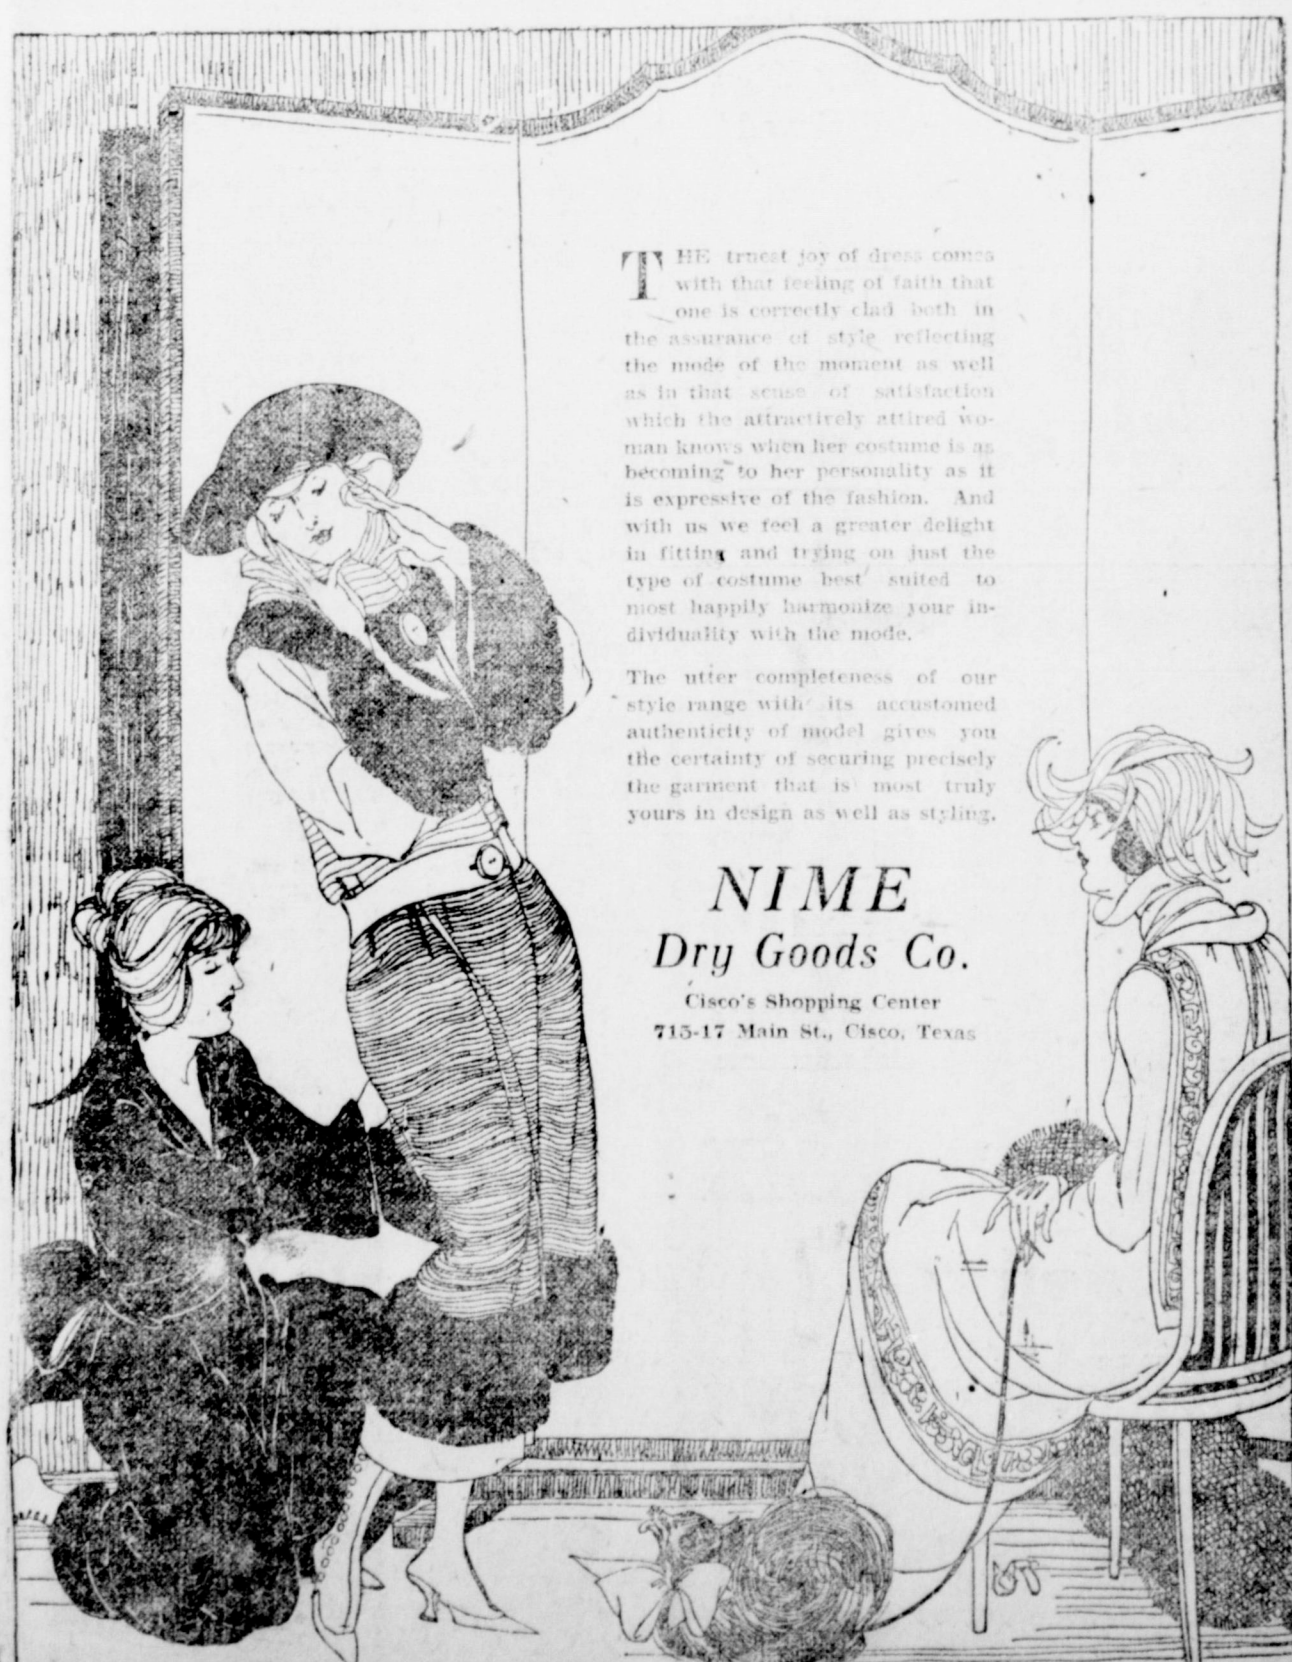 THE truest joy of dress comes
with that feeling of faith that
one is correctly clad both in
the assurance of style reflecting
the mode of the moment as well
as in that sense of satisfaction
which the attractively attired wo-
man knows when her costume is as
becoming to her personality as it
is expressive of the fashion. And
with us we feel a greater delight
in fitting and trying on just the
type of costume best suited to
most happily harmonize your in-
dividuality with the mode.
The utter completeness of our
style range with its accustomed
authenticity of model gives you
the certainty of securing precisely
the garment that is most truly
yours in design as well as styling.
NIME
Dry Goods Co.
Cisco's Shopping Center
715-17 Main St., Cisco, Texas